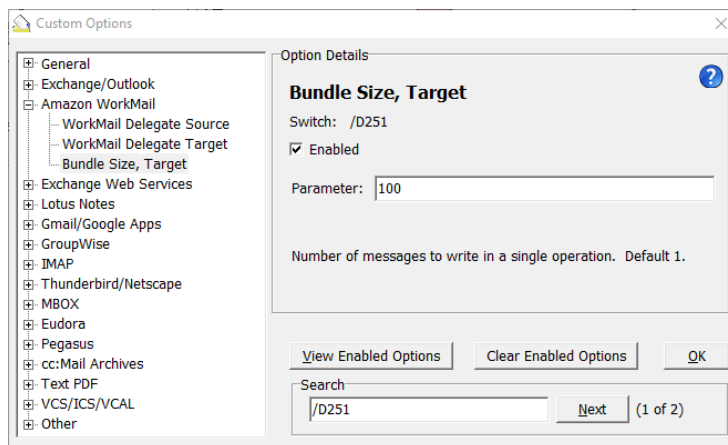 Custom Options
General
Exchange/Outlook
Amazon WorkMail
WorkMail Delegate Source
WorkMail Delegate Target
Bundle Size, Target
Exchange Web Services
Lotus Notes
Gmail/Google Apps
GroupWise
IMAP
Thunderbird/Netscape
MBOX
Eudora
Pegasus
cc:Mail Archives
Text PDF
VCS/ICS/VCAL
Other
Option Details
?
Bundle Size, Target
Switch: /D251
Enabled
Parameter: 100
Number of messages to write in a single operation. Default 1.
View Enabled Options Clear Enabled Options OK
Search
/D251 Next (1 of 2)